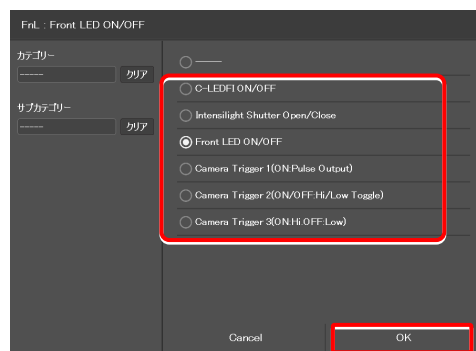 FnL : Front LED ON/OFF
カテゴリー
-----
クリア
サブカテゴリー
-----
クリア
-----
C-LEDFI ON/OFF
Intensilight Shutter Open/Close
Front LED ON/OFF
Camera Trigger 1(ON:Pulse Output)
Camera Trigger 2(ON/OFF:Hi/Low Toggle)
Camera Trigger 3(ON:Hi.OFF:Low)
Cancel
OK